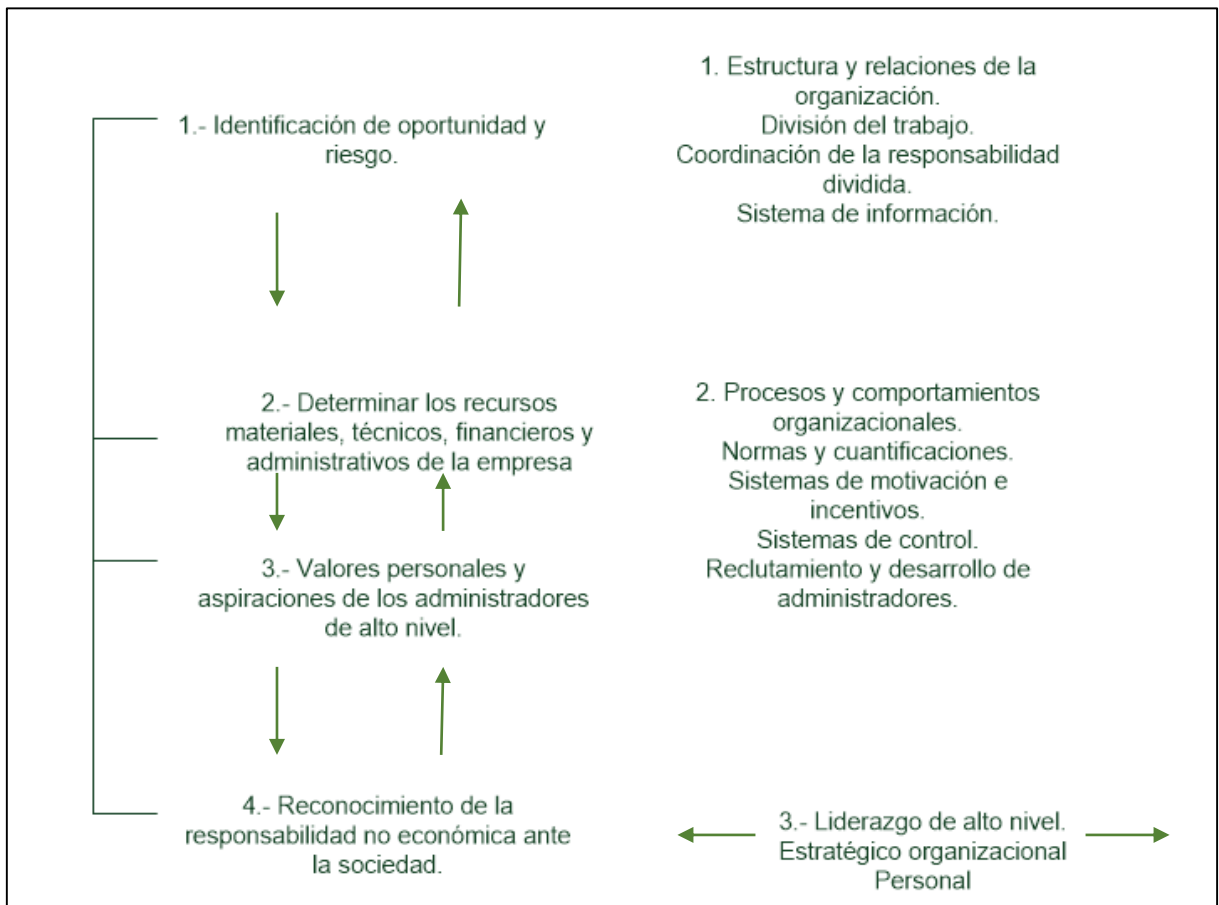 1.- Identificación de oportunidad y
riesgo.
2.- Determinar los recursos
materiales, técnicos, financieros y
administrativos de la empresa
3.- Valores personales y
aspiraciones de los administradores
de alto nivel.
4.- Reconocimiento de la
responsabilidad no económica ante
la sociedad.
1. Estructura y relaciones de la
organización.
División del trabajo.
Coordinación de la responsabilidad
dividida.
Sistema de información.
2. Procesos y comportamientos
organizacionales.
Normas y cuantificaciones.
Sistemas de motivación e
incentivos.
Sistemas de control.
Reclutamiento y desarrollo de
administradores.
3.- Liderazgo de alto nivel.
Estratégico organizacional
Personal